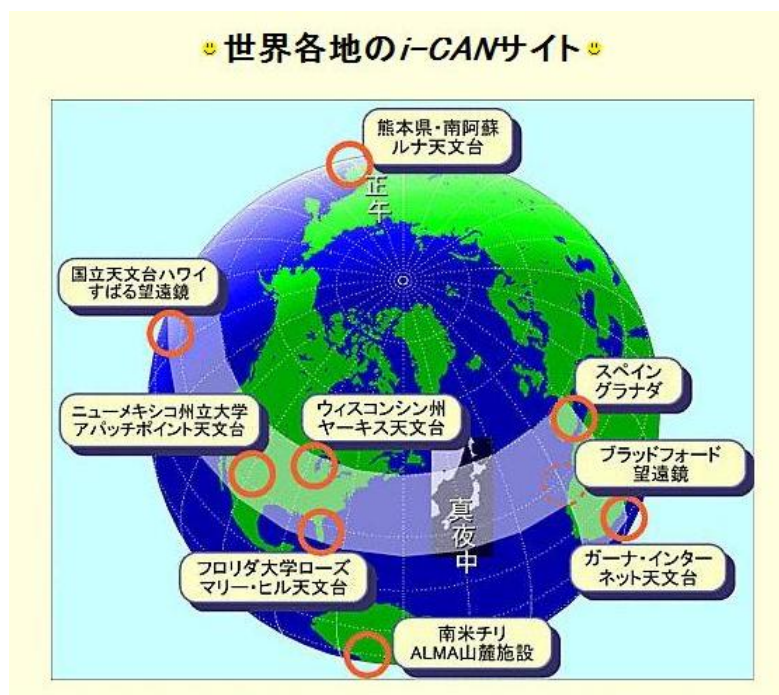 世界各地のi-CANサイト
熊本県・南阿蘇
ルナ天文台
正午
国立天文台ハワイ
すばる望遠鏡
スペイン
グラナダ
ニューメキシコ州立大学
アパッチポイント天文台
ウィスコンシン州
ヤーキス天文台
ブラッドフォード
望遠鏡
真夜中
フロリダ大学ローズ
マリー・ヒル天文台
ガーナ・インター
ネット天文台
南米チリ
ALMA山麓施設